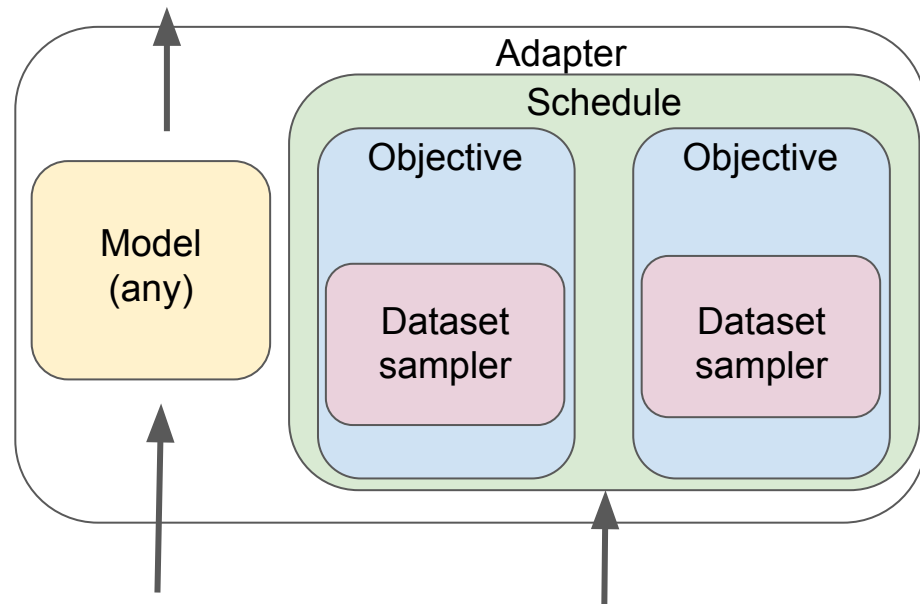 Adapter
Schedule
Objective
Objective
Model
(any)
Dataset
sampler
Dataset
sampler